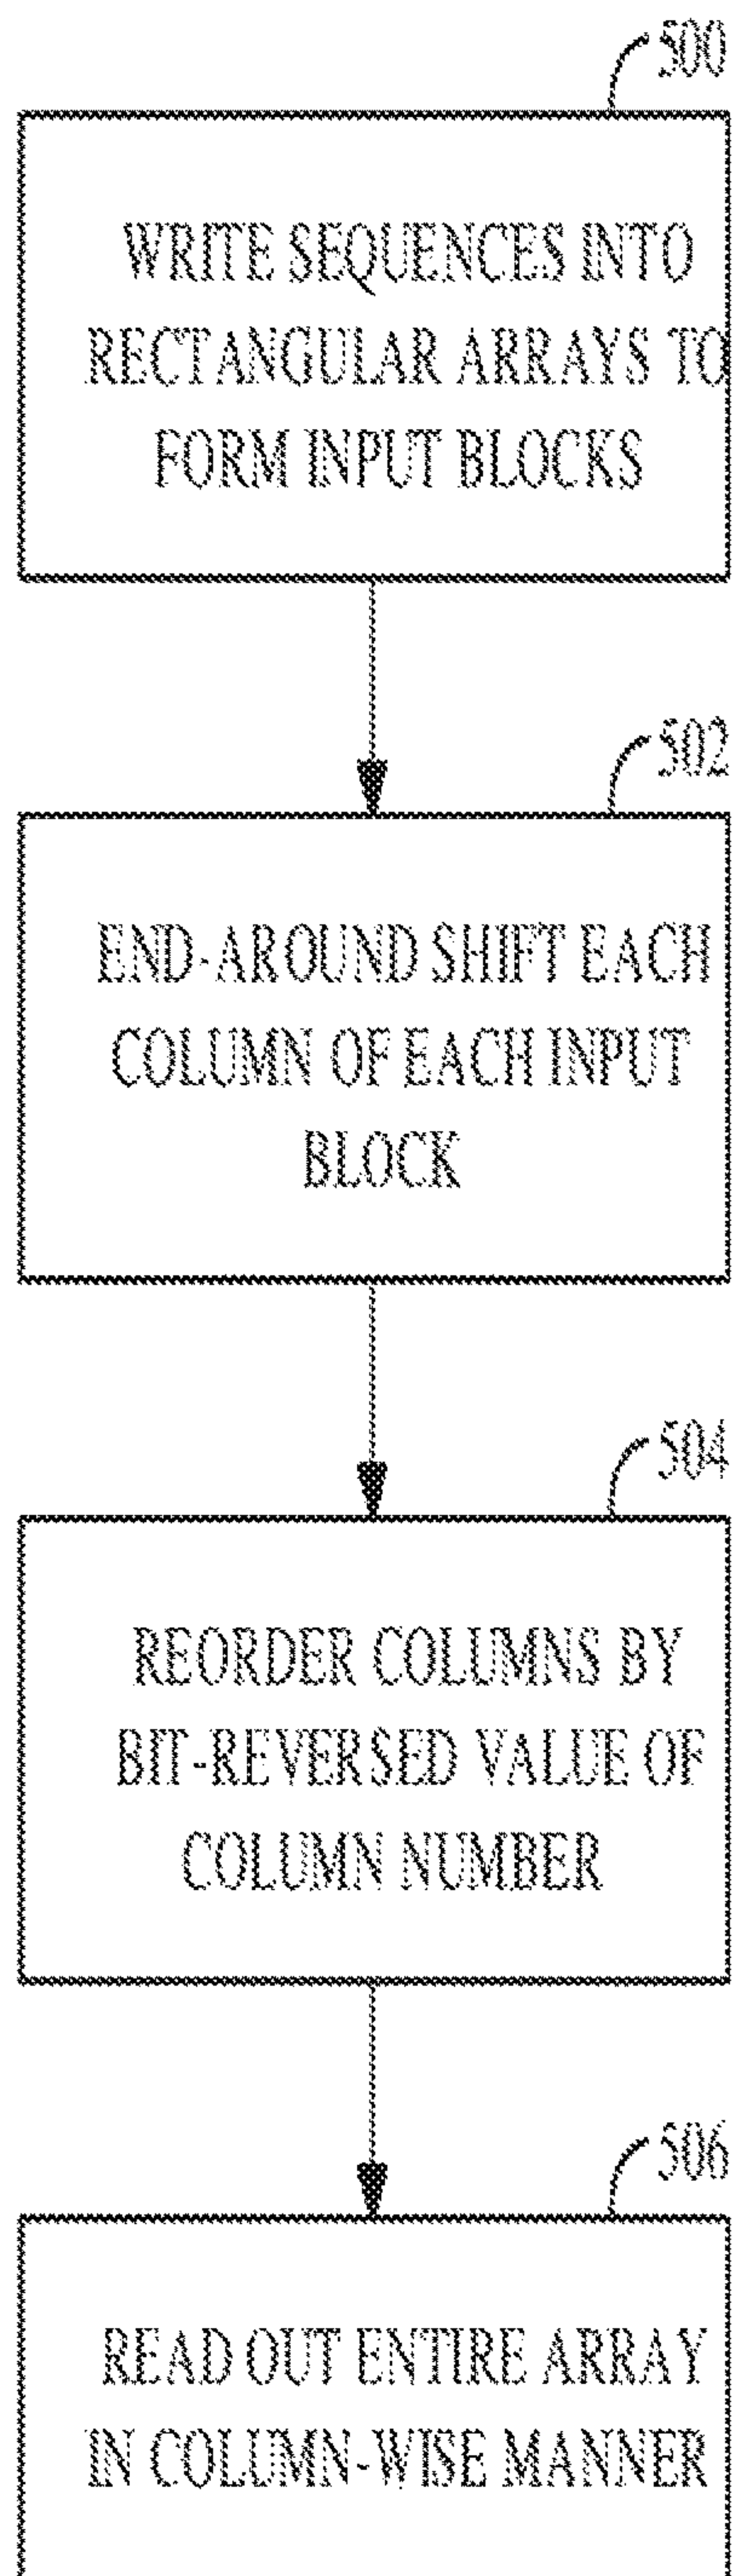 500
WRITE SEQUENCES INTO
RECTANGULAR ARRAYS TO
FORM INPUT BLOCKS
502
END-AROUND SHIFT EACH
COLUMN OF EACH INPUT
BLOCK
504
REORDER COLUMNS BY
BIT-REVERSED VALUE OF
COLUMN NUMBER
506
READ OUT ENTIRE ARRAY
IN COLUMN-WISE MANNER